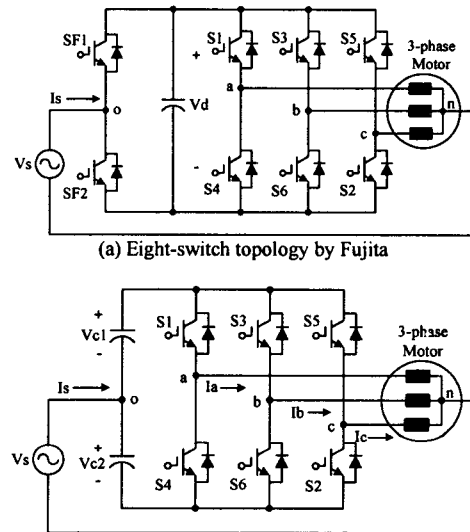 SF1
S1
S3
S5
3-phase
Motor
+
Is
o
Vd
a
b
c
n
Vs
SF2
-
S4
S6
S2
(a) Eight-switch topology by Fujita
+
Vc1
-
S1
S3
S5
3-phase
Motor
Is
o
a
Ia
b
Ib
c
Ic
n
Vs
+
Vc2
-
S4
S6
S2